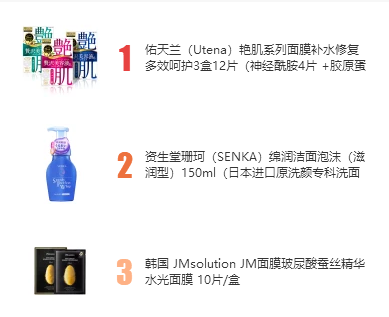 艶肌
1
佑天兰（Utena）艳肌系列面膜补水修复
多效呵护3盒12片（神经酰胺4片 +胶原蛋
2
资生堂珊珂（SENKA）绵润洁面泡沫（滋
润型）150ml（日本进口原洗颜专科洗面
3
韩国 JMsolution JM面膜玻尿酸蚕丝精华
水光面膜 10片/盒